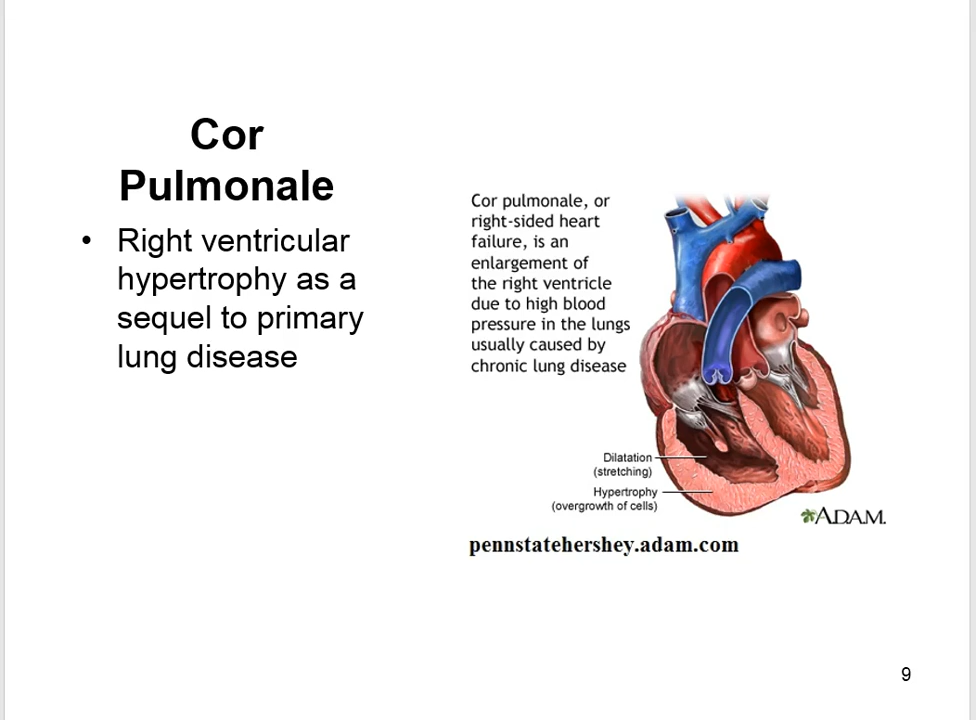 Cor
Pulmonale
• Right ventricular
hypertrophy as a
sequel to primary
lung disease
Cor pulmonale, or
right-sided heart
failure, is an
enlargement of
the right ventricle
due to high blood
pressure in the lungs
usually caused by
chronic lung disease
Dilatation
(stretching)
Hypertrophy
(overgrowth of cells)
ADAM.
pennstatehershey.adam.com
9